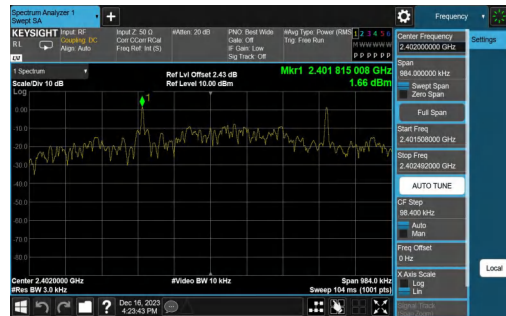 Spectrum Analyzer 1
Swept SA
Frequency
KEYSIGHT
RL
Input: RF
Coupling: DC
Align: Auto
Input Z: 50 Ω
Corr CCorr RCal
Freq Ref: Int (S)
#Atten: 20 dB
PNO: Best Wide
Gate: Off
IF Gain: Low
Sig Track: Off
#Avg Type: Power (RMS
Trig: Free Run
1 2 3 4 5 6
M W W W W W
P P P P P P
LV
1 Spectrum
Scale/Div 10 dB
Ref Lvl Offset 2.43 dB
Ref Level 10.00 dBm
Mkr1 2.401 815 008 GHz
1.66 dBm
Log
1
0.00
-10.0
-20.0
-30.0
-40.0
-50.0
-60.0
-70.0
-80.0
Center 2.4020000 GHz
#Res BW 3.0 kHz
#Video BW 10 kHz
Span 984.0 kHz
Sweep 104 ms (1001 pts)
Center Frequency
2.402000000 GHz
Settings
Span
984.000000 kHz
Swept Span
Zero Span
Full Span
Start Freq
2.401508000 GHz
Stop Freq
2.402492000 GHz
AUTO TUNE
CF Step
98.400 kHz
Auto
Man
Freq Offset
0 Hz
X Axis Scale
Log
Lin
Local
Signal Track
(Span Zoom)
?
Dec 16, 2023
4:23:43 PM